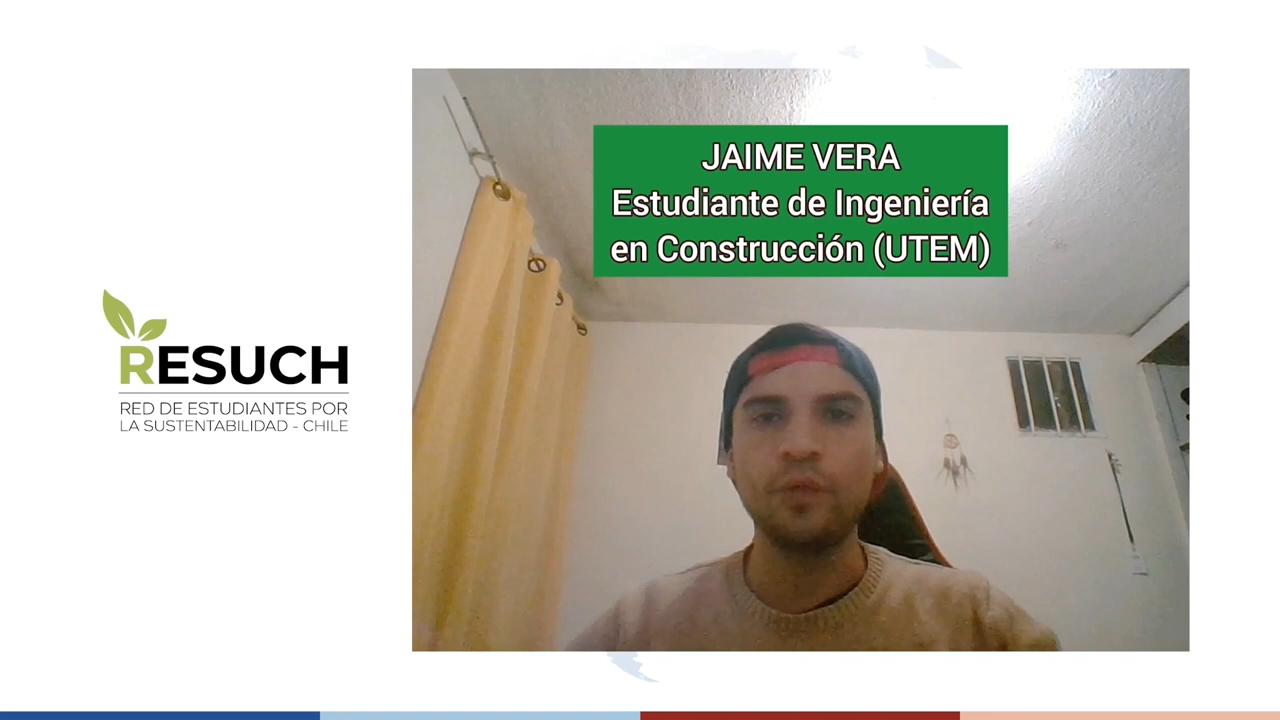 JAIME VERA
Estudiante de Ingeniería
en Construcción (UTEM)
RESUCH
RED DE ESTUDIANTES POR
LA SUSTENTABILIDAD - CHILE